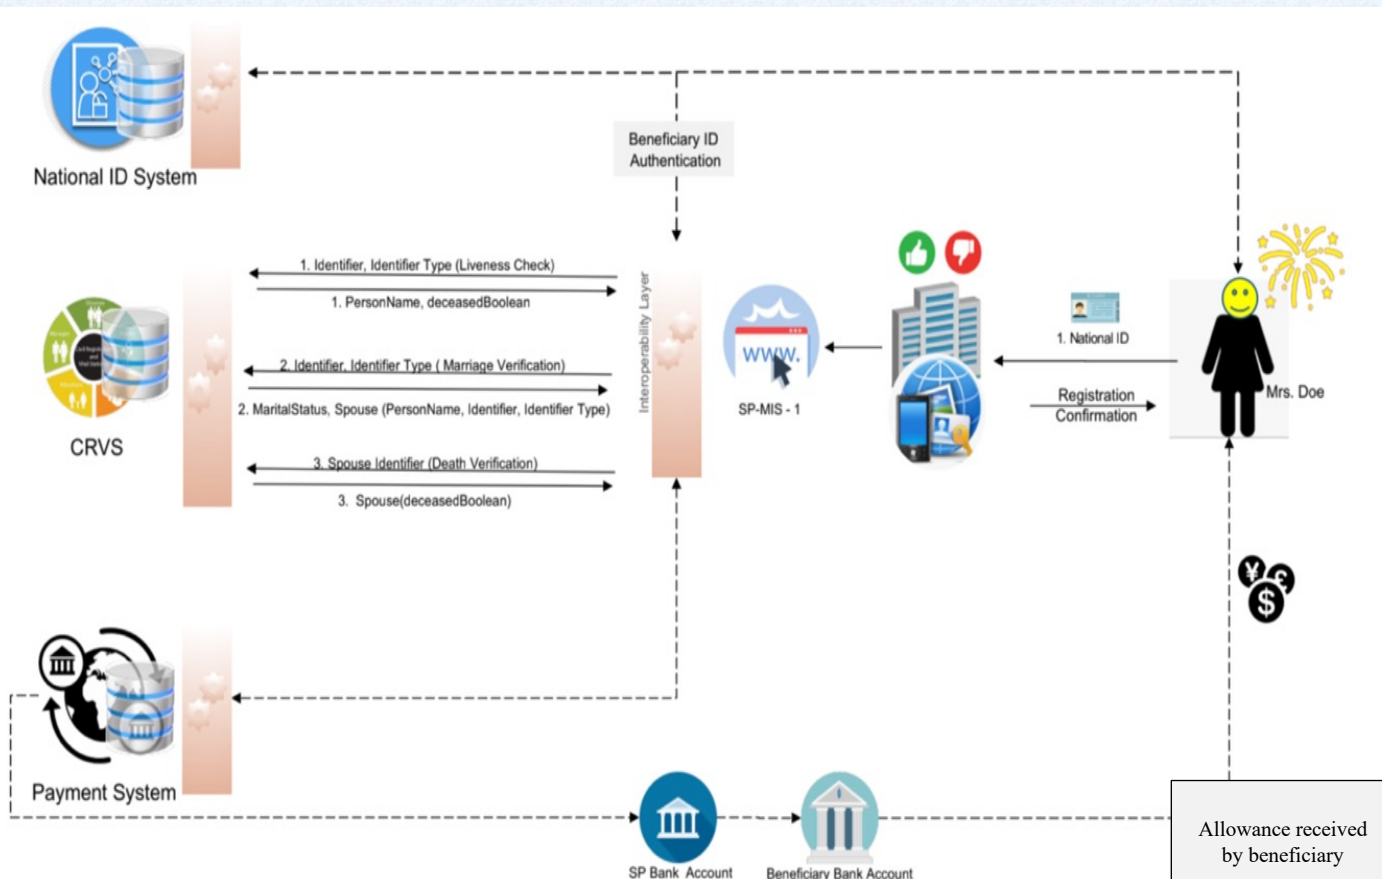 National ID System
Beneficiary ID
Authentication
1. Identifier, Identifier Type (Liveness Check)
1. PersonName, deceasedBoolean
2. Identifier, Identifier Type ( Marriage Verification)
2. MaritalStatus, Spouse (PersonName, Identifier, Identifier Type)
3. Spouse Identifier (Death Verification)
3. Spouse(deceasedBoolean)
CRVS
Interoperability Layer
www.
SP-MIS - 1
1. National ID
Registration
Confirmation
Mrs. Doe
¥ £
$
Payment System
SP Bank Account
Beneficiary Bank Account
Allowance received
by beneficiary